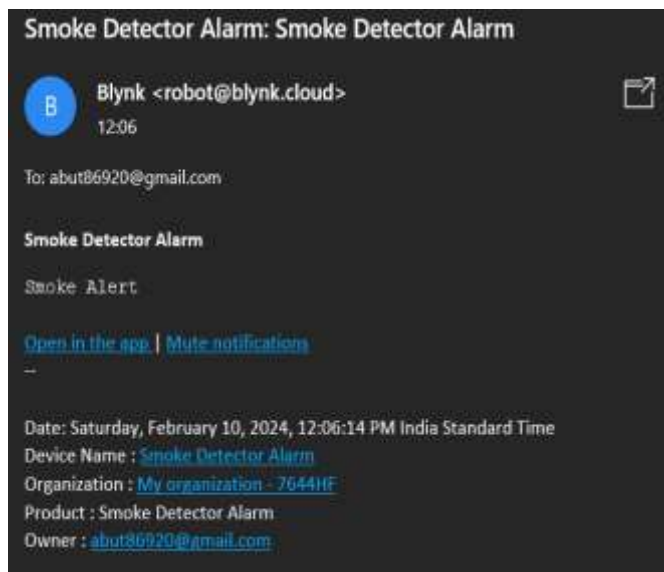 Smoke Detector Alarm: Smoke Detector Alarm
B
Blynk <robot@blynk.cloud>
12:06
To: abut86920@gmail.com
Smoke Detector Alarm
Smoke Alert
Open in the app | Mute notifications
--
Date: Saturday, February 10, 2024, 12:06:14 PM India Standard Time
Device Name : Smoke Detector Alarm
Organization : My organization - 7644HF
Product : Smoke Detector Alarm
Owner : abut86920@gmail.com